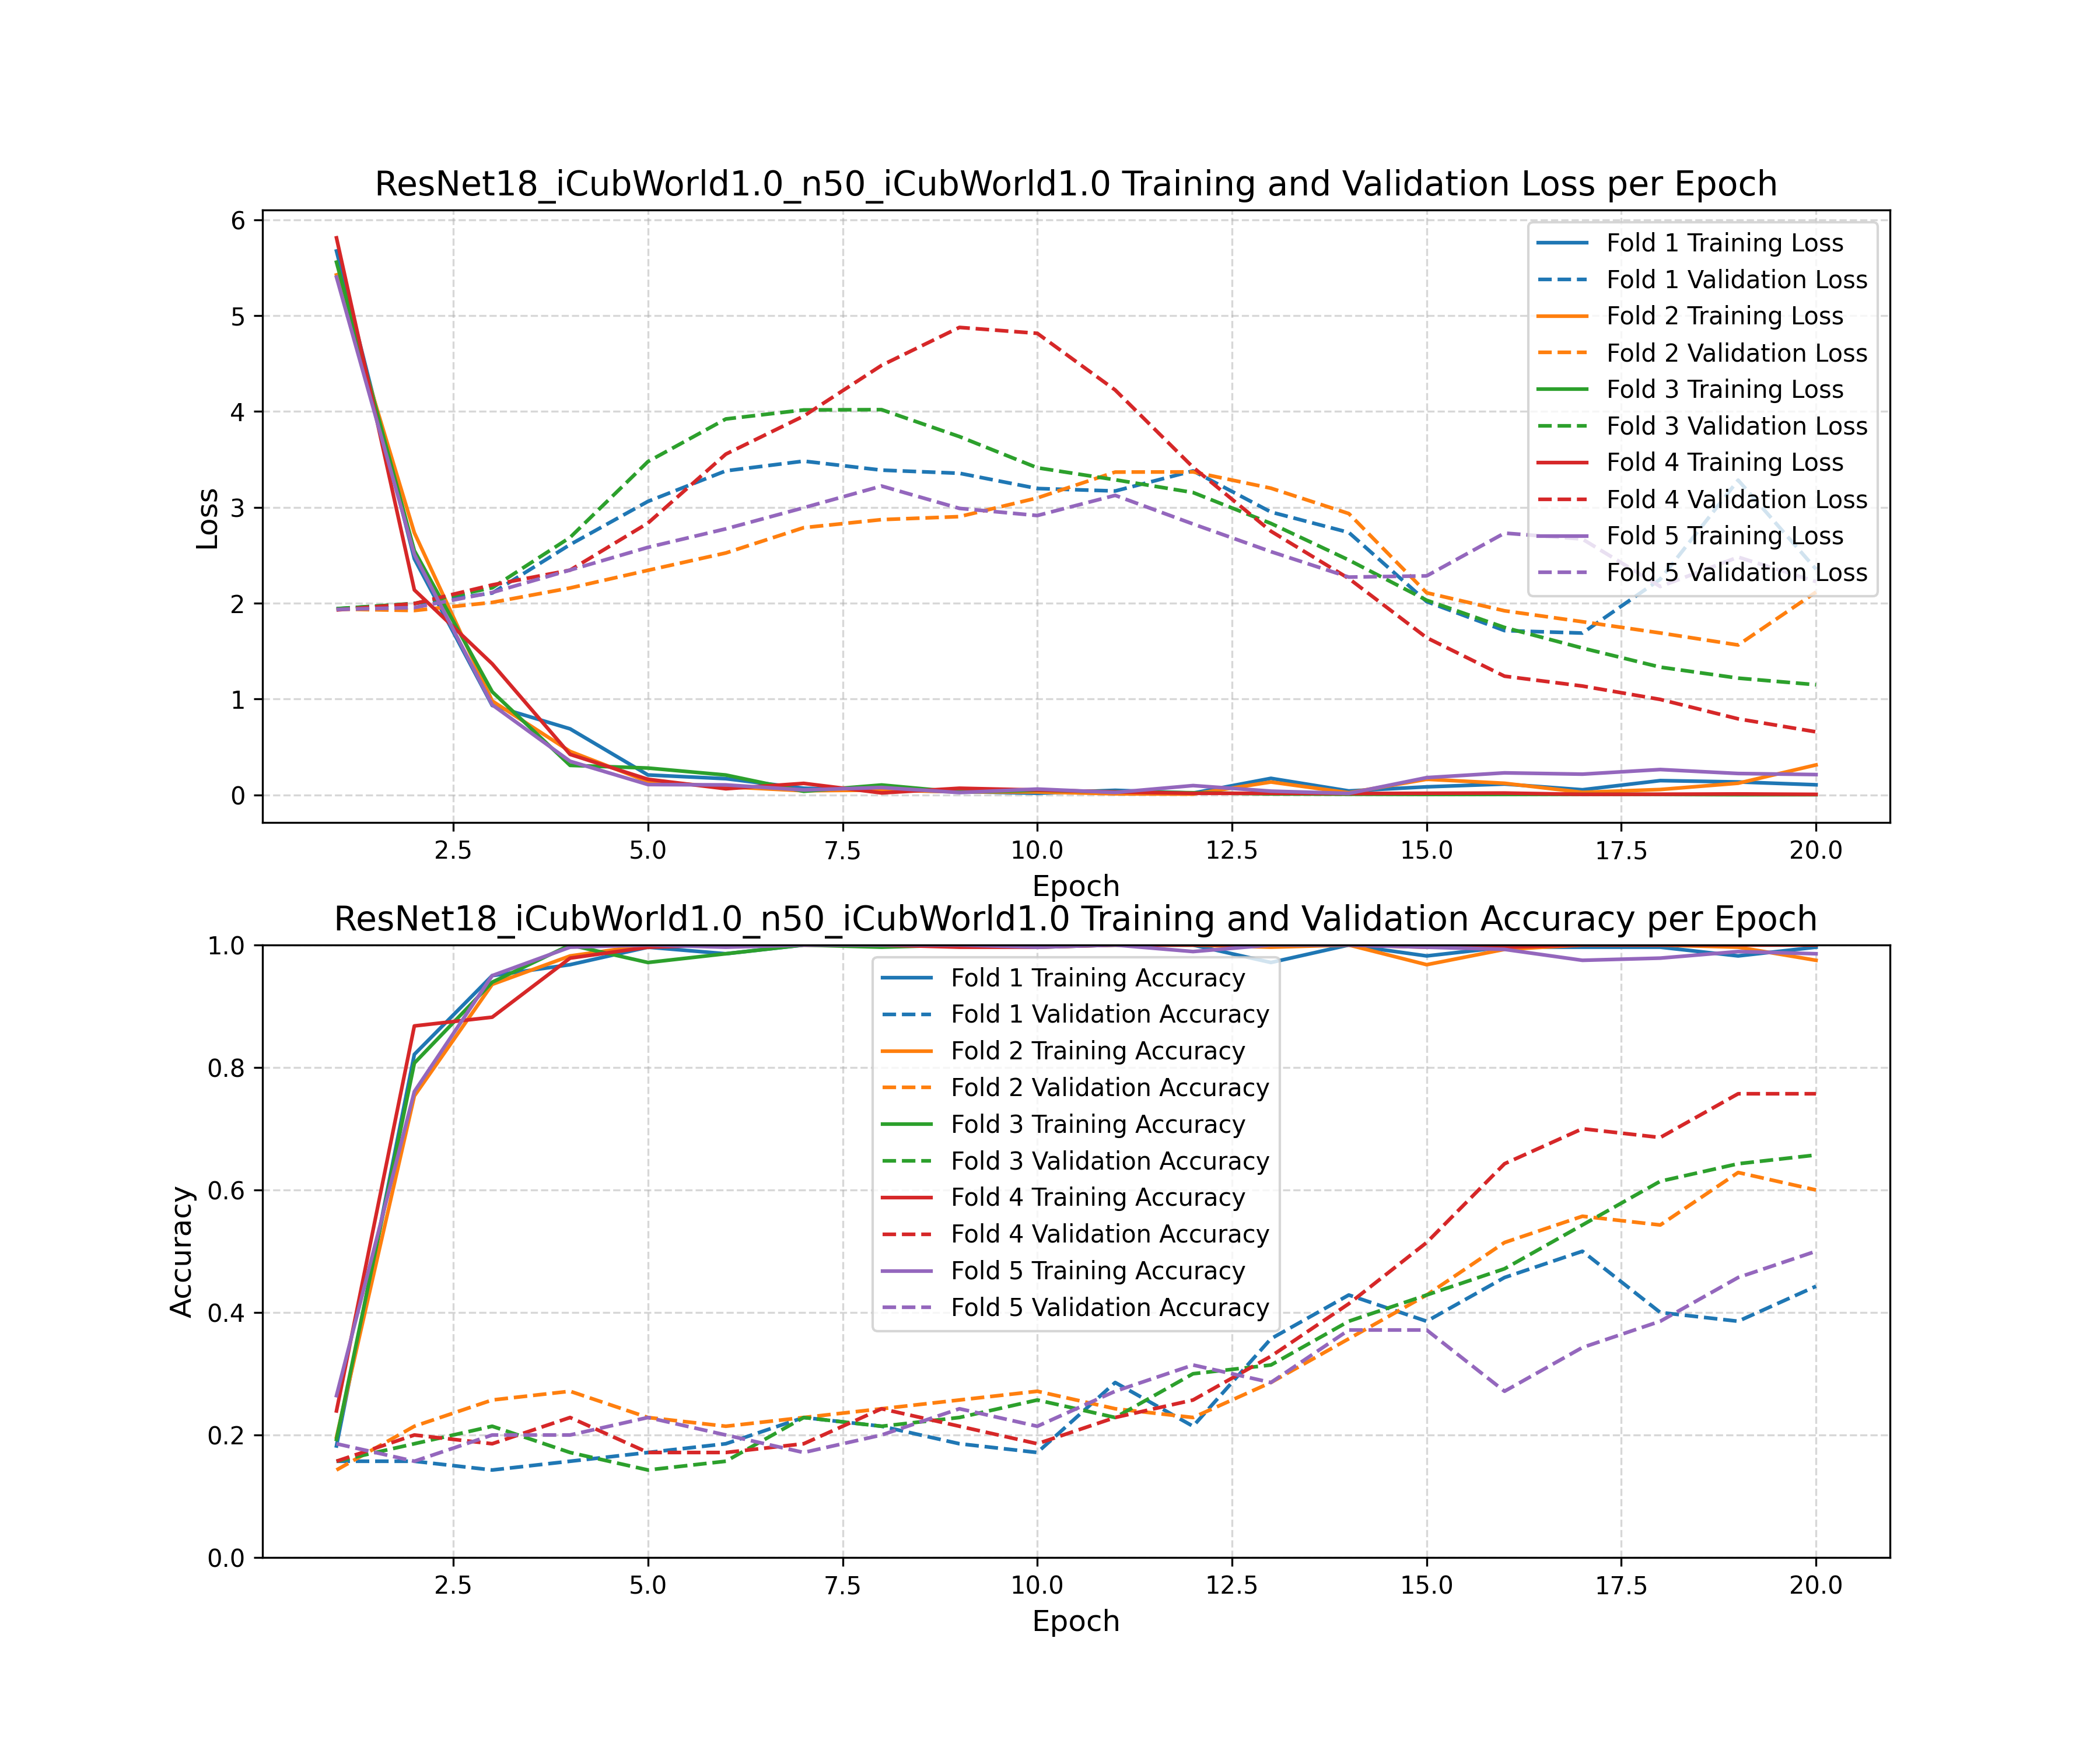 ResNet18_iCubWorld1.0_n50_iCubWorld1.0 Training and Validation Loss per Epoch
6
5
4
3
2
1
0
Loss
Fold 1 Training Loss
Fold 1 Validation Loss
Fold 2 Training Loss
Fold 2 Validation Loss
Fold 3 Training Loss
Fold 3 Validation Loss
Fold 4 Training Loss
Fold 4 Validation Loss
Fold 5 Training Loss
Fold 5 Validation Loss
2.5 5.0 7.5 10.0 12.5 15.0 17.5 20.0
Epoch
ResNet18_iCubWorld1.0_n50_iCubWorld1.0 Training and Validation Accuracy per Epoch
1.0
0.8
0.6
0.4
0.2
0.0
Accuracy
Fold 1 Training Accuracy
Fold 1 Validation Accuracy
Fold 2 Training Accuracy
Fold 2 Validation Accuracy
Fold 3 Training Accuracy
Fold 3 Validation Accuracy
Fold 4 Training Accuracy
Fold 4 Validation Accuracy
Fold 5 Training Accuracy
Fold 5 Validation Accuracy
2.5 5.0 7.5 10.0 12.5 15.0 17.5 20.0
Epoch